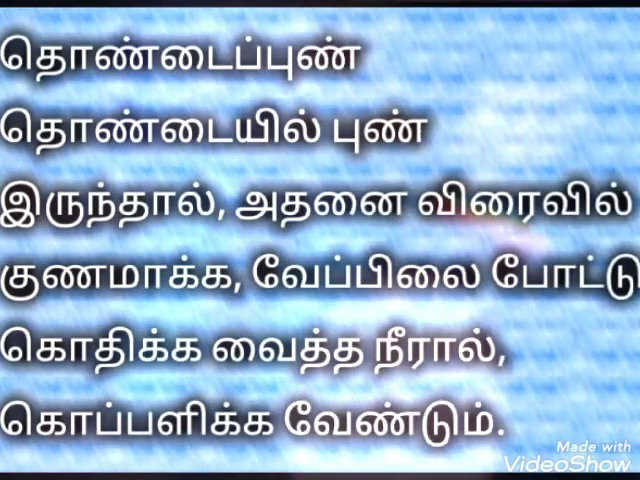 தொண்டைப்புண்
தொண்டையில் புண்
இருந்தால், அதனை விரைவில்
குணமாக்க, வேப்பிலை போட்டு
கொதிக்க வைத்த நீரால்,
கொப்பளிக்க வேண்டும்.
Made with
VideoShow